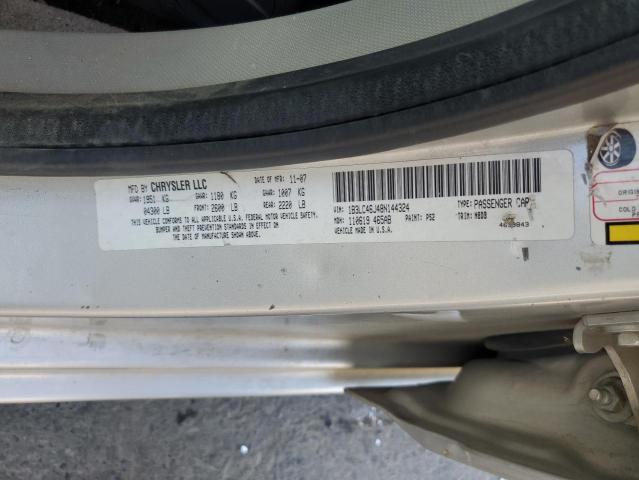 MFD BY CHRYSLER LLC DATE OF MFR: 11-07
GVWR: 1951 KG GAWR: 1180 KG GAWR: 1007 KG
04300 LB FRONT: 2600 LB REAR: 2220 LB
THIS VEHICLE CONFORMS TO ALL APPLICABLE U.S.A. FEDERAL MOTOR VEHICLE SAFETY,
BUMPER AND THEFT PREVENTION STANDARDS IN EFFECT ON
THE DATE OF MANUFACTURE SHOWN ABOVE.
VIN: 1B3LC46J48N144324 TYPE: PASSENGER CAR
MDH: 110619 465AB PAINT: PS2 TRIM: M8DB
VEHICLE MADE IN U.S.A.